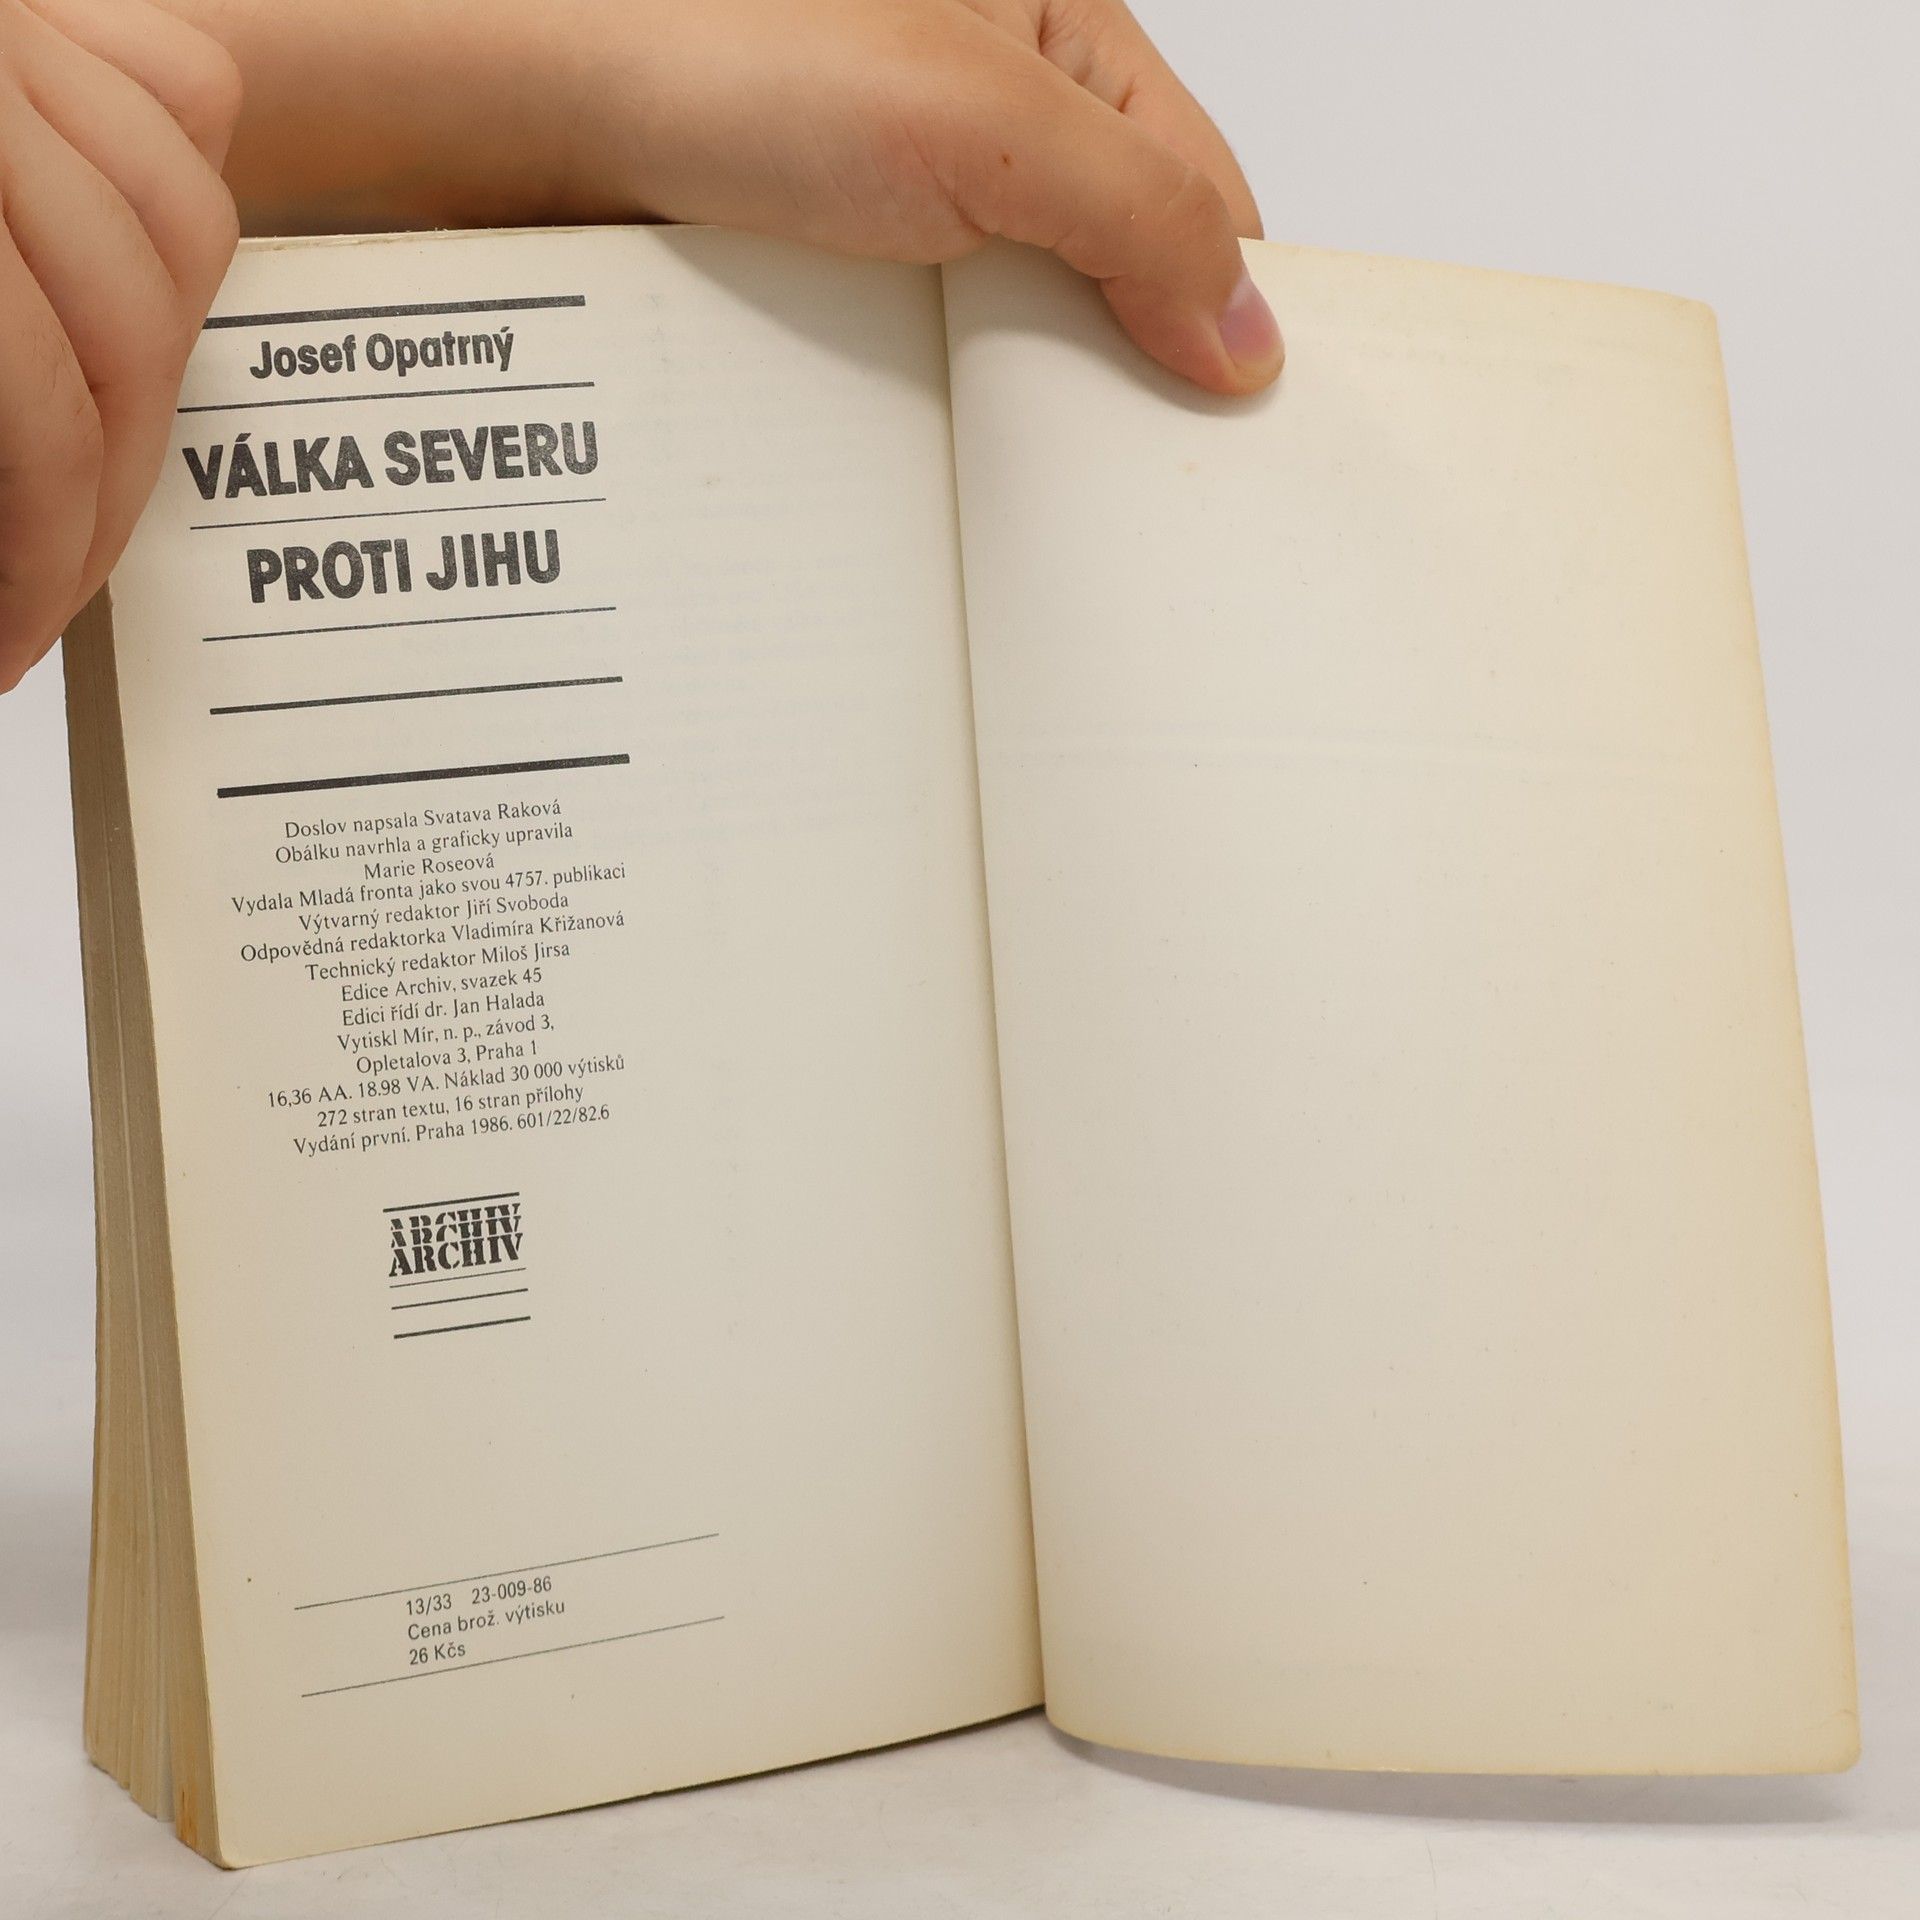 Josef Opatrný
VÁLKA SEVERU
PROTI JIHU
Doslov napsala Svatava Raková
Obálku navrhla a graficky upravila
Marie Roseová
Vydala Mladá fronta jako svou 4757. publikaci
Výtvarný redaktor Jiří Svoboda
Odpovědná redaktorka Vladimíra Křižanová
Technický redaktor Miloš Jirsa
Edice Archiv, svazek 45
Edici řídí dr. Jan Halada
Vytiskl Mír, n. p., závod 3,
Opletalova 3, Praha 1
16,36 AA. 18.98 VA. Náklad 30 000 výtisků
272 stran textu, 16 stran přílohy
Vydání první. Praha 1986. 601/22/82.6
ARCHIV
ARCHIV
ARCHIV
13/33 23-009-86
Cena brož. výtisku
26 Kčs